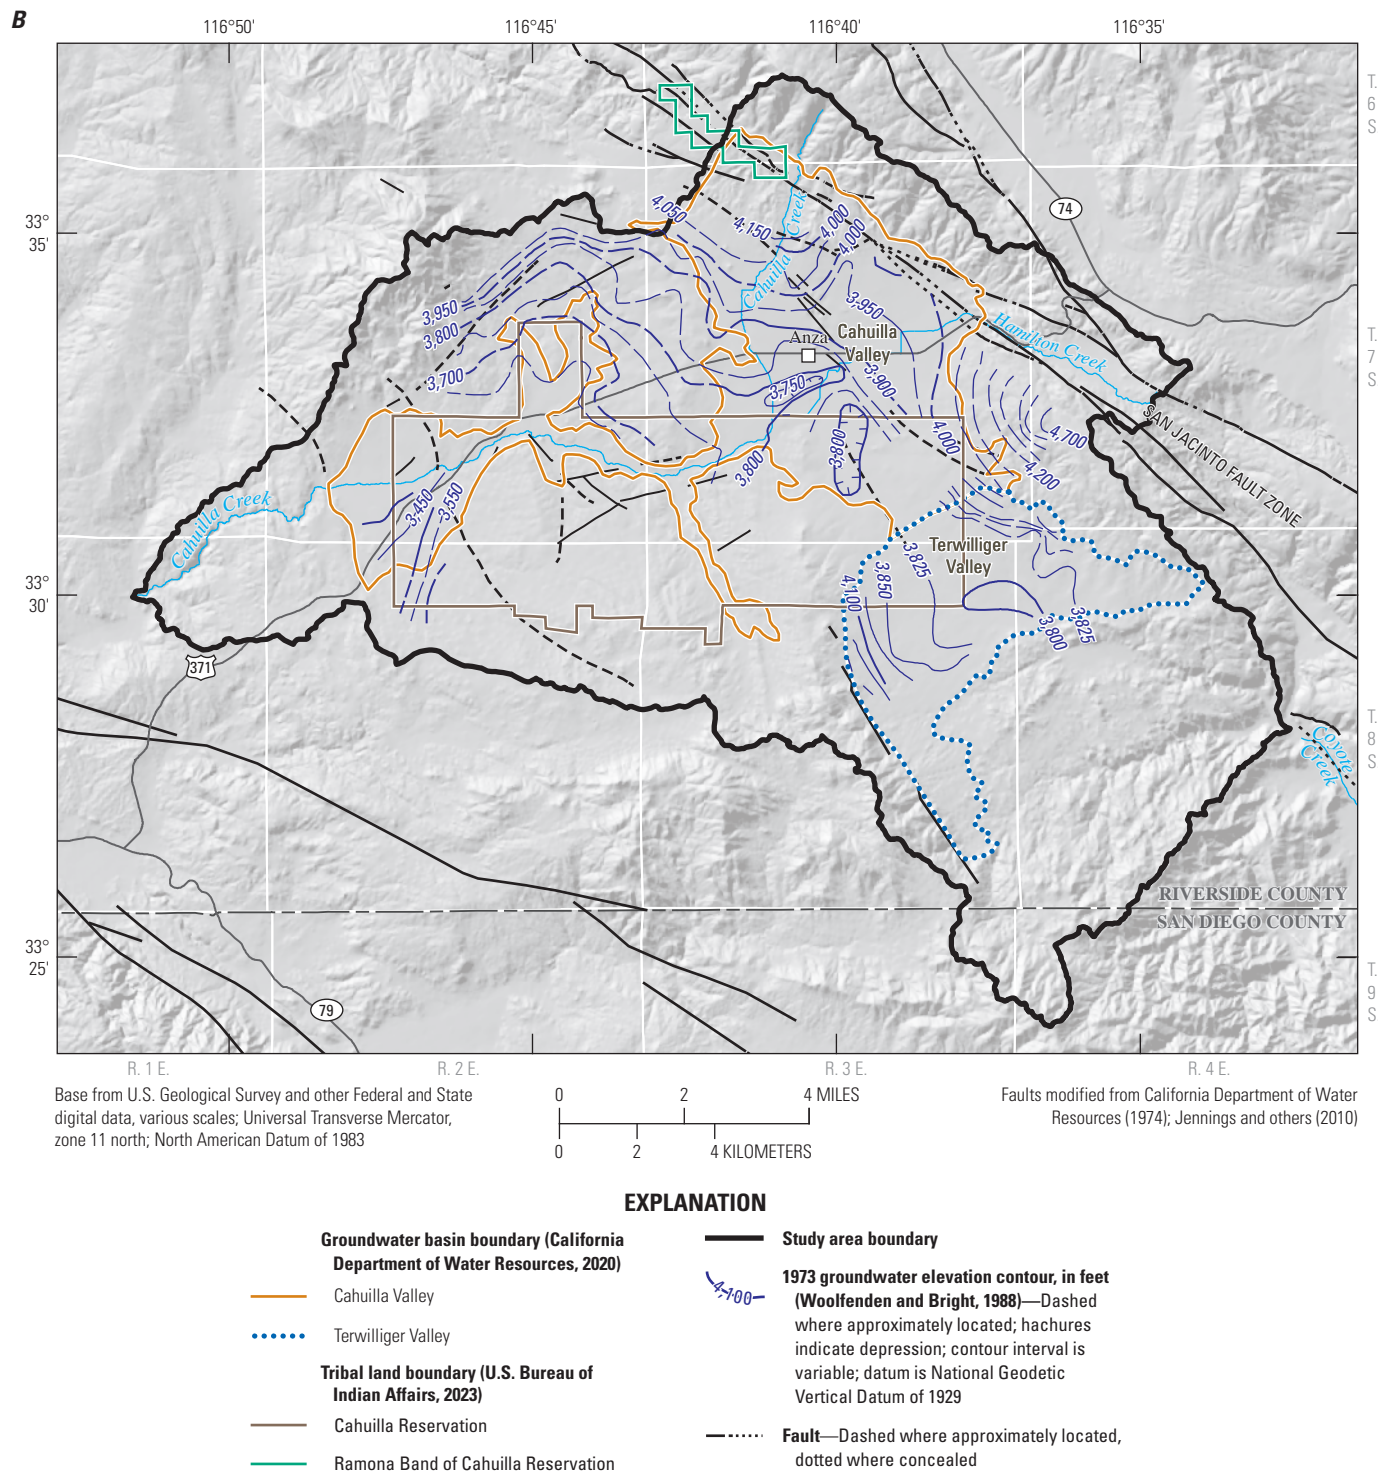 B
116°50'
116°45'
116°40'
116°35'
T.
6
S
33°
35'
T.
7
S
33°
30'
T.
8
S
33°
25'
T.
9
S
74
4,050
4,150
4,000
4,000
Cahuilla Creek
3,950
3,950
3,800
3,700
Anza
Cahuilla
Valley
Hamilton Creek
3,750
3,900
4,000
4,700
4,200
3,800
3,800
SAN JACINTO FAULT ZONE
Cahuilla Creek
3,450
3,550
Terwilliger
Valley
3,825
3,850
4,100
3,800
3,825
371
Coyote
Creek
RIVERSIDE COUNTY
SAN DIEGO COUNTY
79
R. 1 E.
R. 2 E.
R. 3 E.
R. 4 E.
Base from U.S. Geological Survey and other Federal and State
digital data, various scales; Universal Transverse Mercator,
zone 11 north; North American Datum of 1983
0 2 4 MILES
0 2 4 KILOMETERS
Faults modified from California Department of Water
Resources (1974); Jennings and others (2010)
EXPLANATION
Groundwater basin boundary (California
Department of Water Resources, 2020)
Cahuilla Valley
Terwilliger Valley
Tribal land boundary (U.S. Bureau of
Indian Affairs, 2023)
Cahuilla Reservation
Ramona Band of Cahuilla Reservation
Study area boundary
4,100
1973 groundwater elevation contour, in feet
(Woolfenden and Bright, 1988)—Dashed
where approximately located; hachures
indicate depression; contour interval is
variable; datum is National Geodetic
Vertical Datum of 1929
Fault—Dashed where approximately located,
dotted where concealed